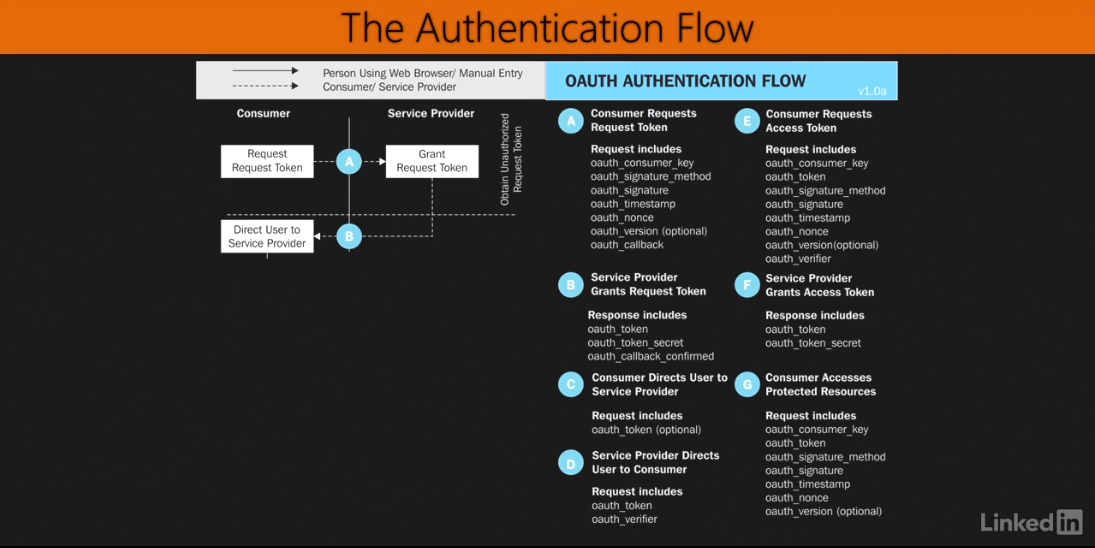 The Authentication Flow
Person Using Web Browser/ Manual Entry
Consumer/ Service Provider
OAUTH AUTHENTICATION FLOW
v1.0a
Consumer
Service Provider
Request
Request Token
A
Grant
Request Token
Obtain Unauthorized
Request Token
Direct User to
Service Provider
B
A
Consumer Requests
Request Token
Request includes
oauth_consumer_key
oauth_signature_method
oauth_signature
oauth_timestamp
oauth_nonce
oauth_version (optional)
oauth_callback
B
Service Provider
Grants Request Token
Response includes
oauth_token
oauth_token_secret
oauth_callback_confirmed
C
Consumer Directs User to
Service Provider
Request includes
oauth_token (optional)
D
Service Provider Directs
User to Consumer
Request includes
oauth_token
oauth_verifier
E
Consumer Requests
Access Token
Request includes
oauth_consumer_key
oauth_token
oauth_signature_method
oauth_signature
oauth_timestamp
oauth_nonce
oauth_version(optional)
oauth_verifier
F
Service Provider
Grants Access Token
Response includes
oauth_token
oauth_token_secret
G
Consumer Accesses
Protected Resources
Request includes
oauth_consumer_key
oauth_token
oauth_signature_method
oauth_signature
oauth_timestamp
oauth_nonce
oauth_version (optional)
Linked in